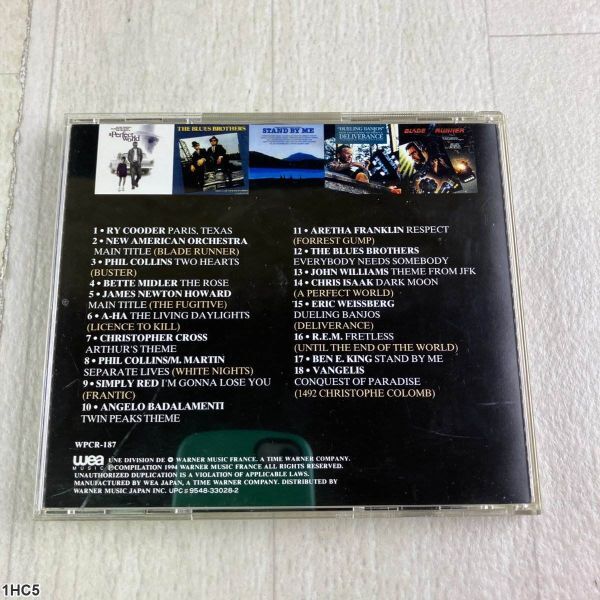 A Perfect World
THE BLUES BROTHERS
STAND BY ME
"DUELING BANJOS"
DELIVERANCE
BLADE RUNNER
1 • RY COODER PARIS, TEXAS
2 • NEW AMERICAN ORCHESTRA
MAIN TITLE (BLADE RUNNER)
3 • PHIL COLLINS TWO HEARTS
(BUSTER)
4 • BETTE MIDLER THE ROSE
5 • JAMES NEWTON HOWARD
MAIN TITLE (THE FUGITIVE)
6 • A-HA THE LIVING DAYLIGHTS
(LICENCE TO KILL)
7 • CHRISTOPHER CROSS
ARTHUR'S THEME
8 • PHIL COLLINS/M. MARTIN
SEPARATE LIVES (WHITE NIGHTS)
9 • SIMPLY RED I'M GONNA LOSE YOU
(FRANTIC)
10 • ANGELO BADALAMENTI
TWIN PEAKS THEME
11 • ARETHA FRANKLIN RESPECT
(FORREST GUMP)
12 • THE BLUES BROTHERS
EVERYBODY NEEDS SOMEBODY
13 • JOHN WILLIAMS THEME FROM JFK
14 • CHRIS ISAAK DARK MOON
(A PERFECT WORLD)
15 • ERIC WEISSBERG
DUELING BANJOS
(DELIVERANCE)
16 • R.E.M. FRETLESS
(UNTIL THE END OF THE WORLD)
17 • BEN E. KING STAND BY ME
18 • VANGELIS
CONQUEST OF PARADISE
(1492 CHRISTOPHE COLOMB)
WPCR-187
wea
MUSIC
UNE DIVISION DE WARNER MUSIC FRANCE. A TIME WARNER COMPANY.
℗ COMPILATION 1994 WARNER MUSIC FRANCE ALL RIGHTS RESERVED.
UNAUTHORIZED DUPLICATION IS A VIOLATION OF APPLICABLE LAWS.
MANUFACTURED BY WEA JAPAN, A TIME WARNER COMPANY. DISTRIBUTED BY
WARNER MUSIC JAPAN INC. UPC # 9548-33028-2
1HC5